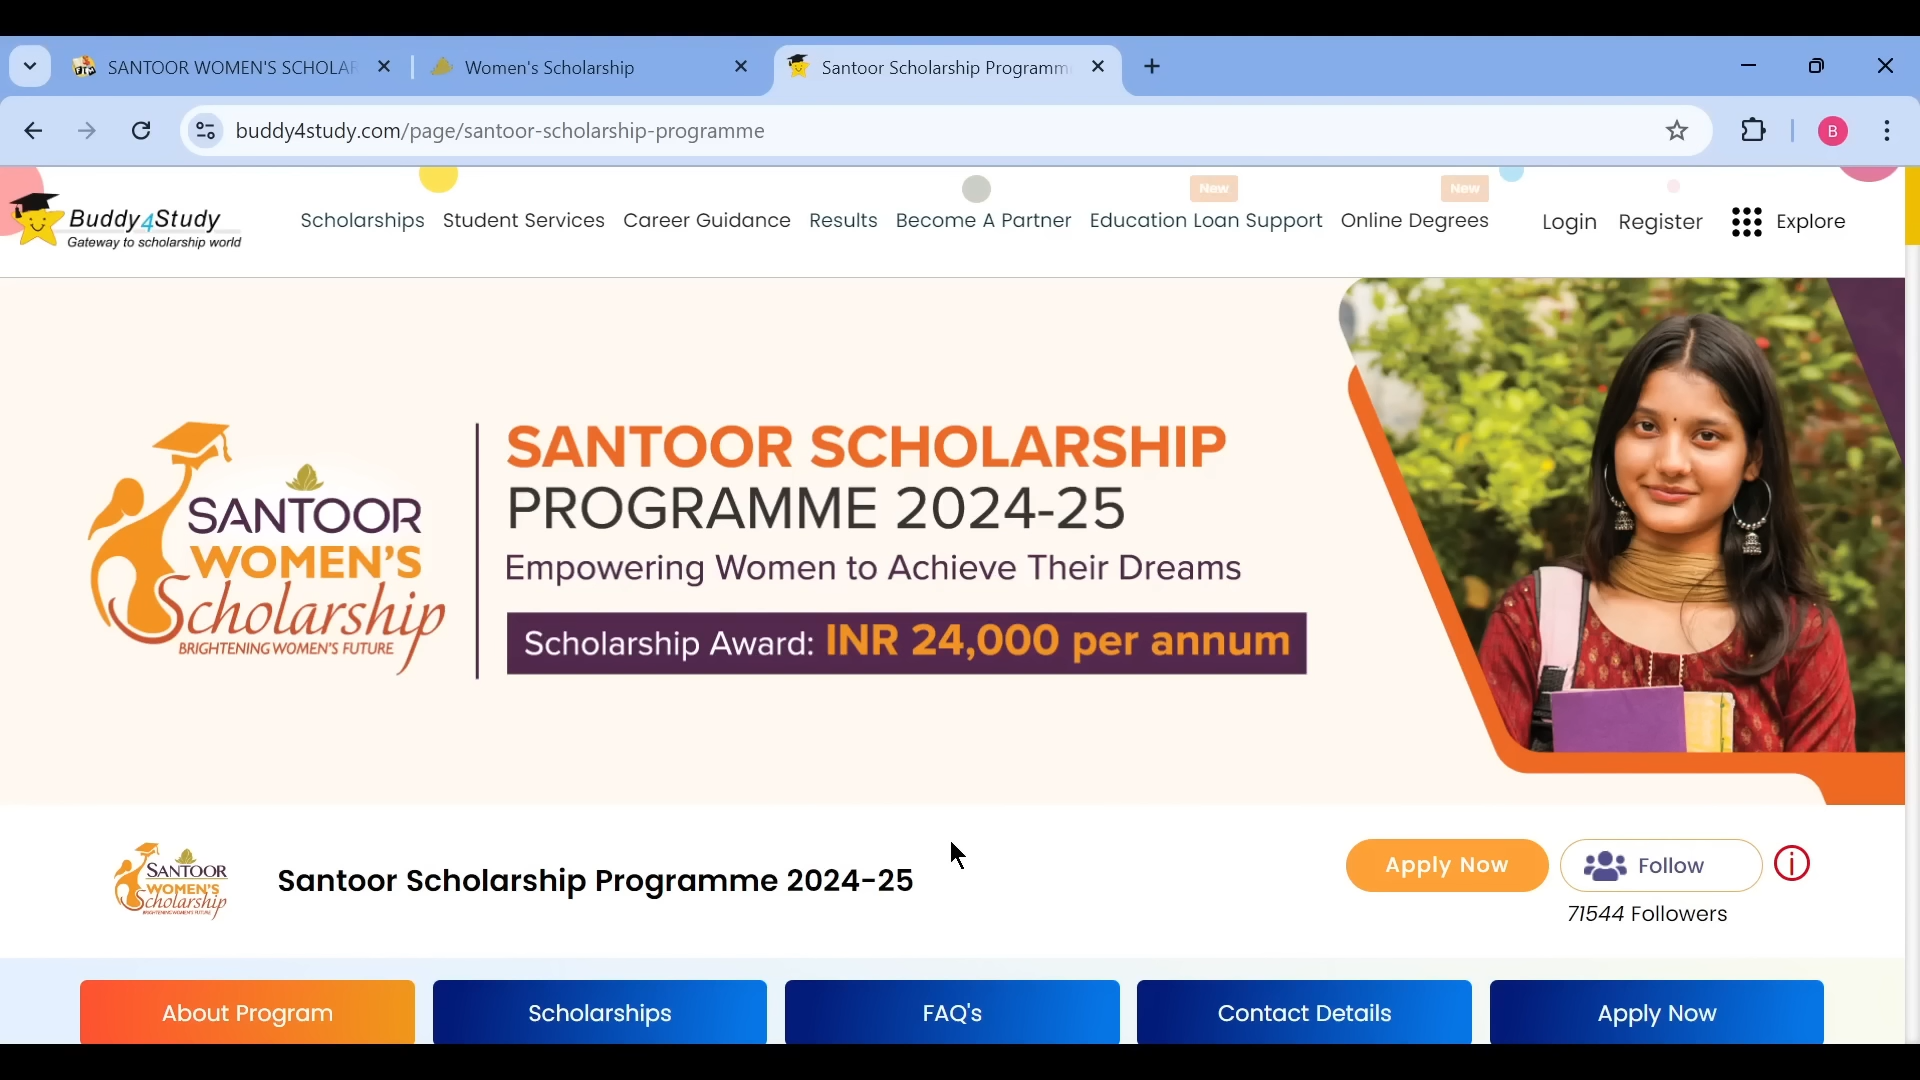 SANTOOR WOMEN'S SCHOLAR
Women's Scholarship
Santoor Scholarship Programm
buddy4study.com/page/santoor-scholarship-programme
B
New
New
Buddy4Study
Gateway to scholarship world
Scholarships
Student Services
Career Guidance
Results
Become A Partner
Education Loan Support
Online Degrees
Login
Register
Explore
SANTOOR
WOMEN'S
Scholarship
BRIGHTENING WOMEN'S FUTURE
SANTOOR SCHOLARSHIP
PROGRAMME 2024-25
Empowering Women to Achieve Their Dreams
Scholarship Award: INR 24,000 per annum
SANTOOR
WOMEN'S
Scholarship
BRIGHTENING WOMEN'S FUTURE
Santoor Scholarship Programme 2024-25
Apply Now
Follow
i
71544 Followers
About Program
Scholarships
FAQ's
Contact Details
Apply Now